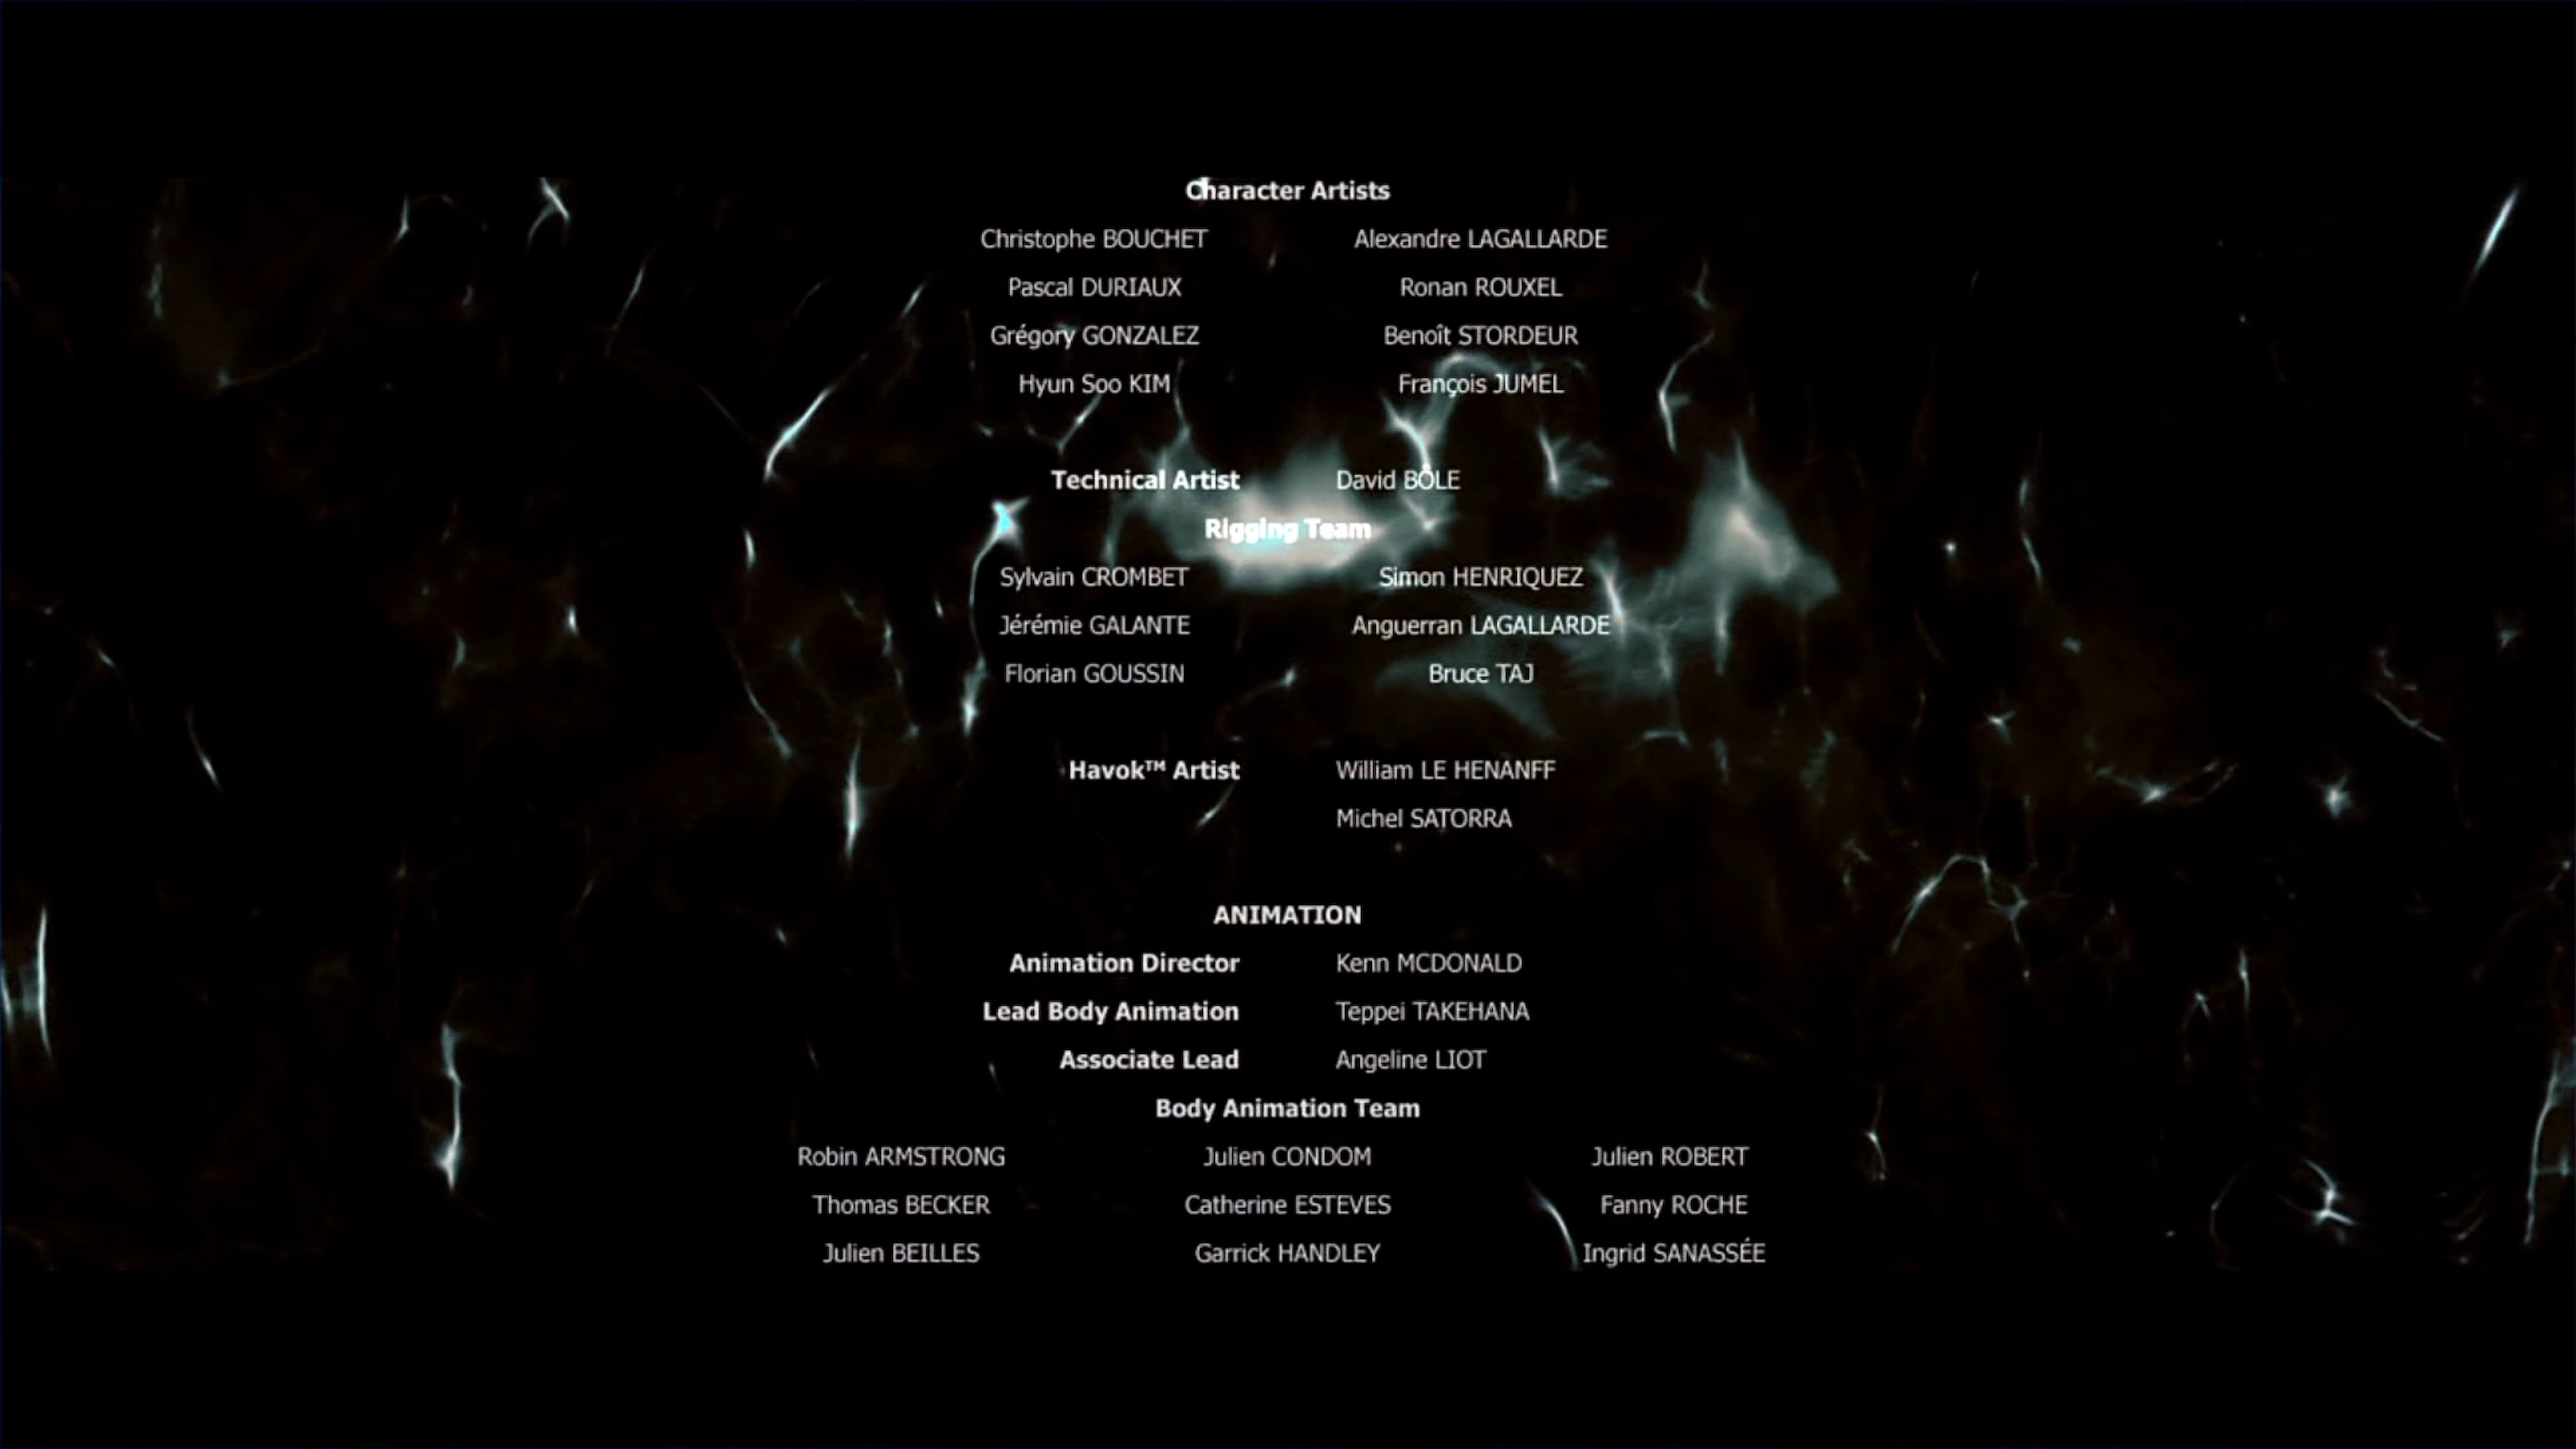 Character Artists
Christophe BOUCHET Alexandre LAGALLARDE
Pascal DURIAUX Ronan ROUXEL
Grégory GONZALEZ Benoît STORDEUR
Hyun Soo KIM François JUMEL
Technical Artist David BÔLE
Rigging Team
Sylvain CROMBET Simon HENRIQUEZ
Jérémie GALANTE Anguerran LAGALLARDE
Florian GOUSSIN Bruce TAJ
Havok™ Artist William LE HENANFF
Michel SATORRA
ANIMATION
Animation Director Kenn MCDONALD
Lead Body Animation Teppei TAKEHANA
Associate Lead Angeline LIOT
Body Animation Team
Robin ARMSTRONG Julien CONDOM Julien ROBERT
Thomas BECKER Catherine ESTEVES Fanny ROCHE
Julien BEILLES Garrick HANDLEY Ingrid SANASSÉE